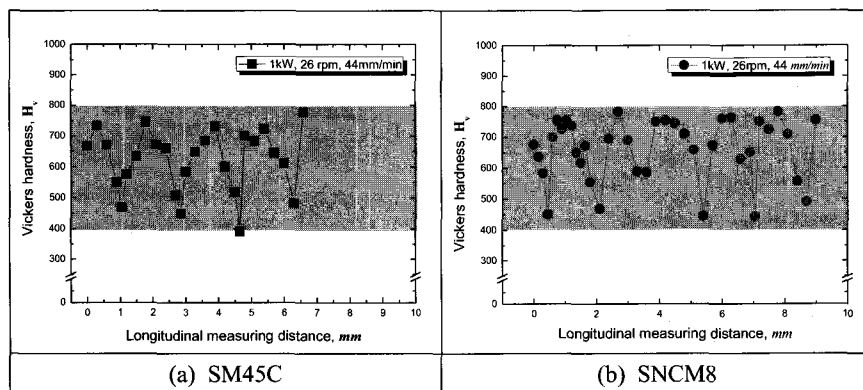 1000
900
800
700
600
500
400
300
0
Vickers hardness, Hv
1kW, 26 rpm, 44mm/min
0 1 2 3 4 5 6 7 8 9 10
Longitudinal measuring distance, mm
(a) SM45C
1000
900
800
700
600
500
400
300
0
Vickers hardness, Hv
1kW, 26rpm, 44 mm/min
0 2 4 6 8 10
Longitudinal measuring distance, mm
(b) SNCM8